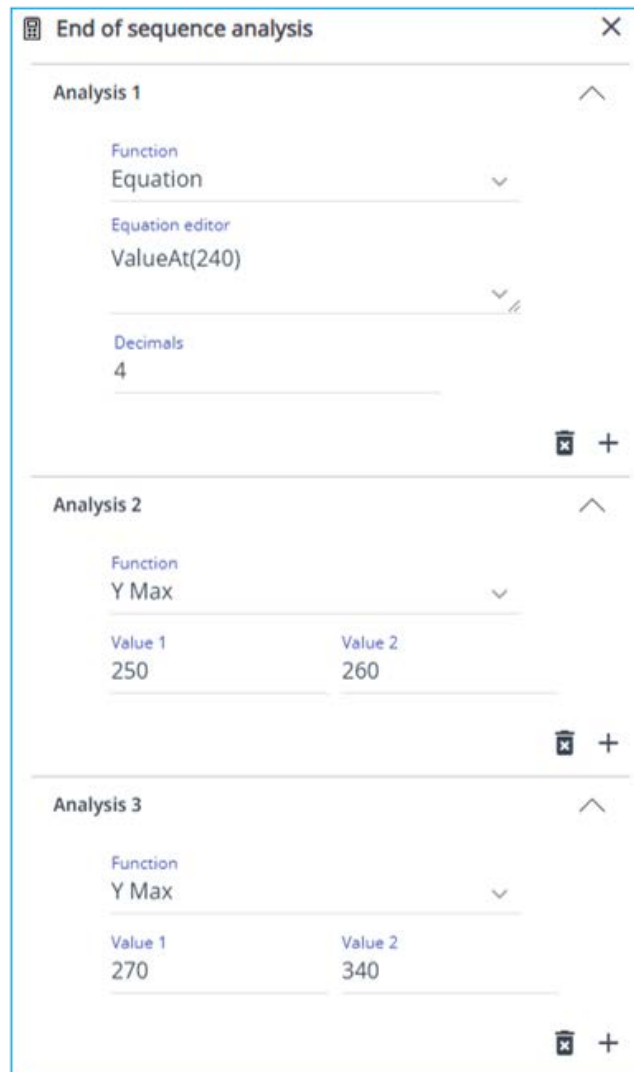 End of sequence analysis
Analysis 1
Function
Equation
Equation editor
ValueAt(240)
Decimals
4
Analysis 2
Function
Y Max
Value 1 Value 2
250 260
Analysis 3
Function
Y Max
Value 1 Value 2
270 340